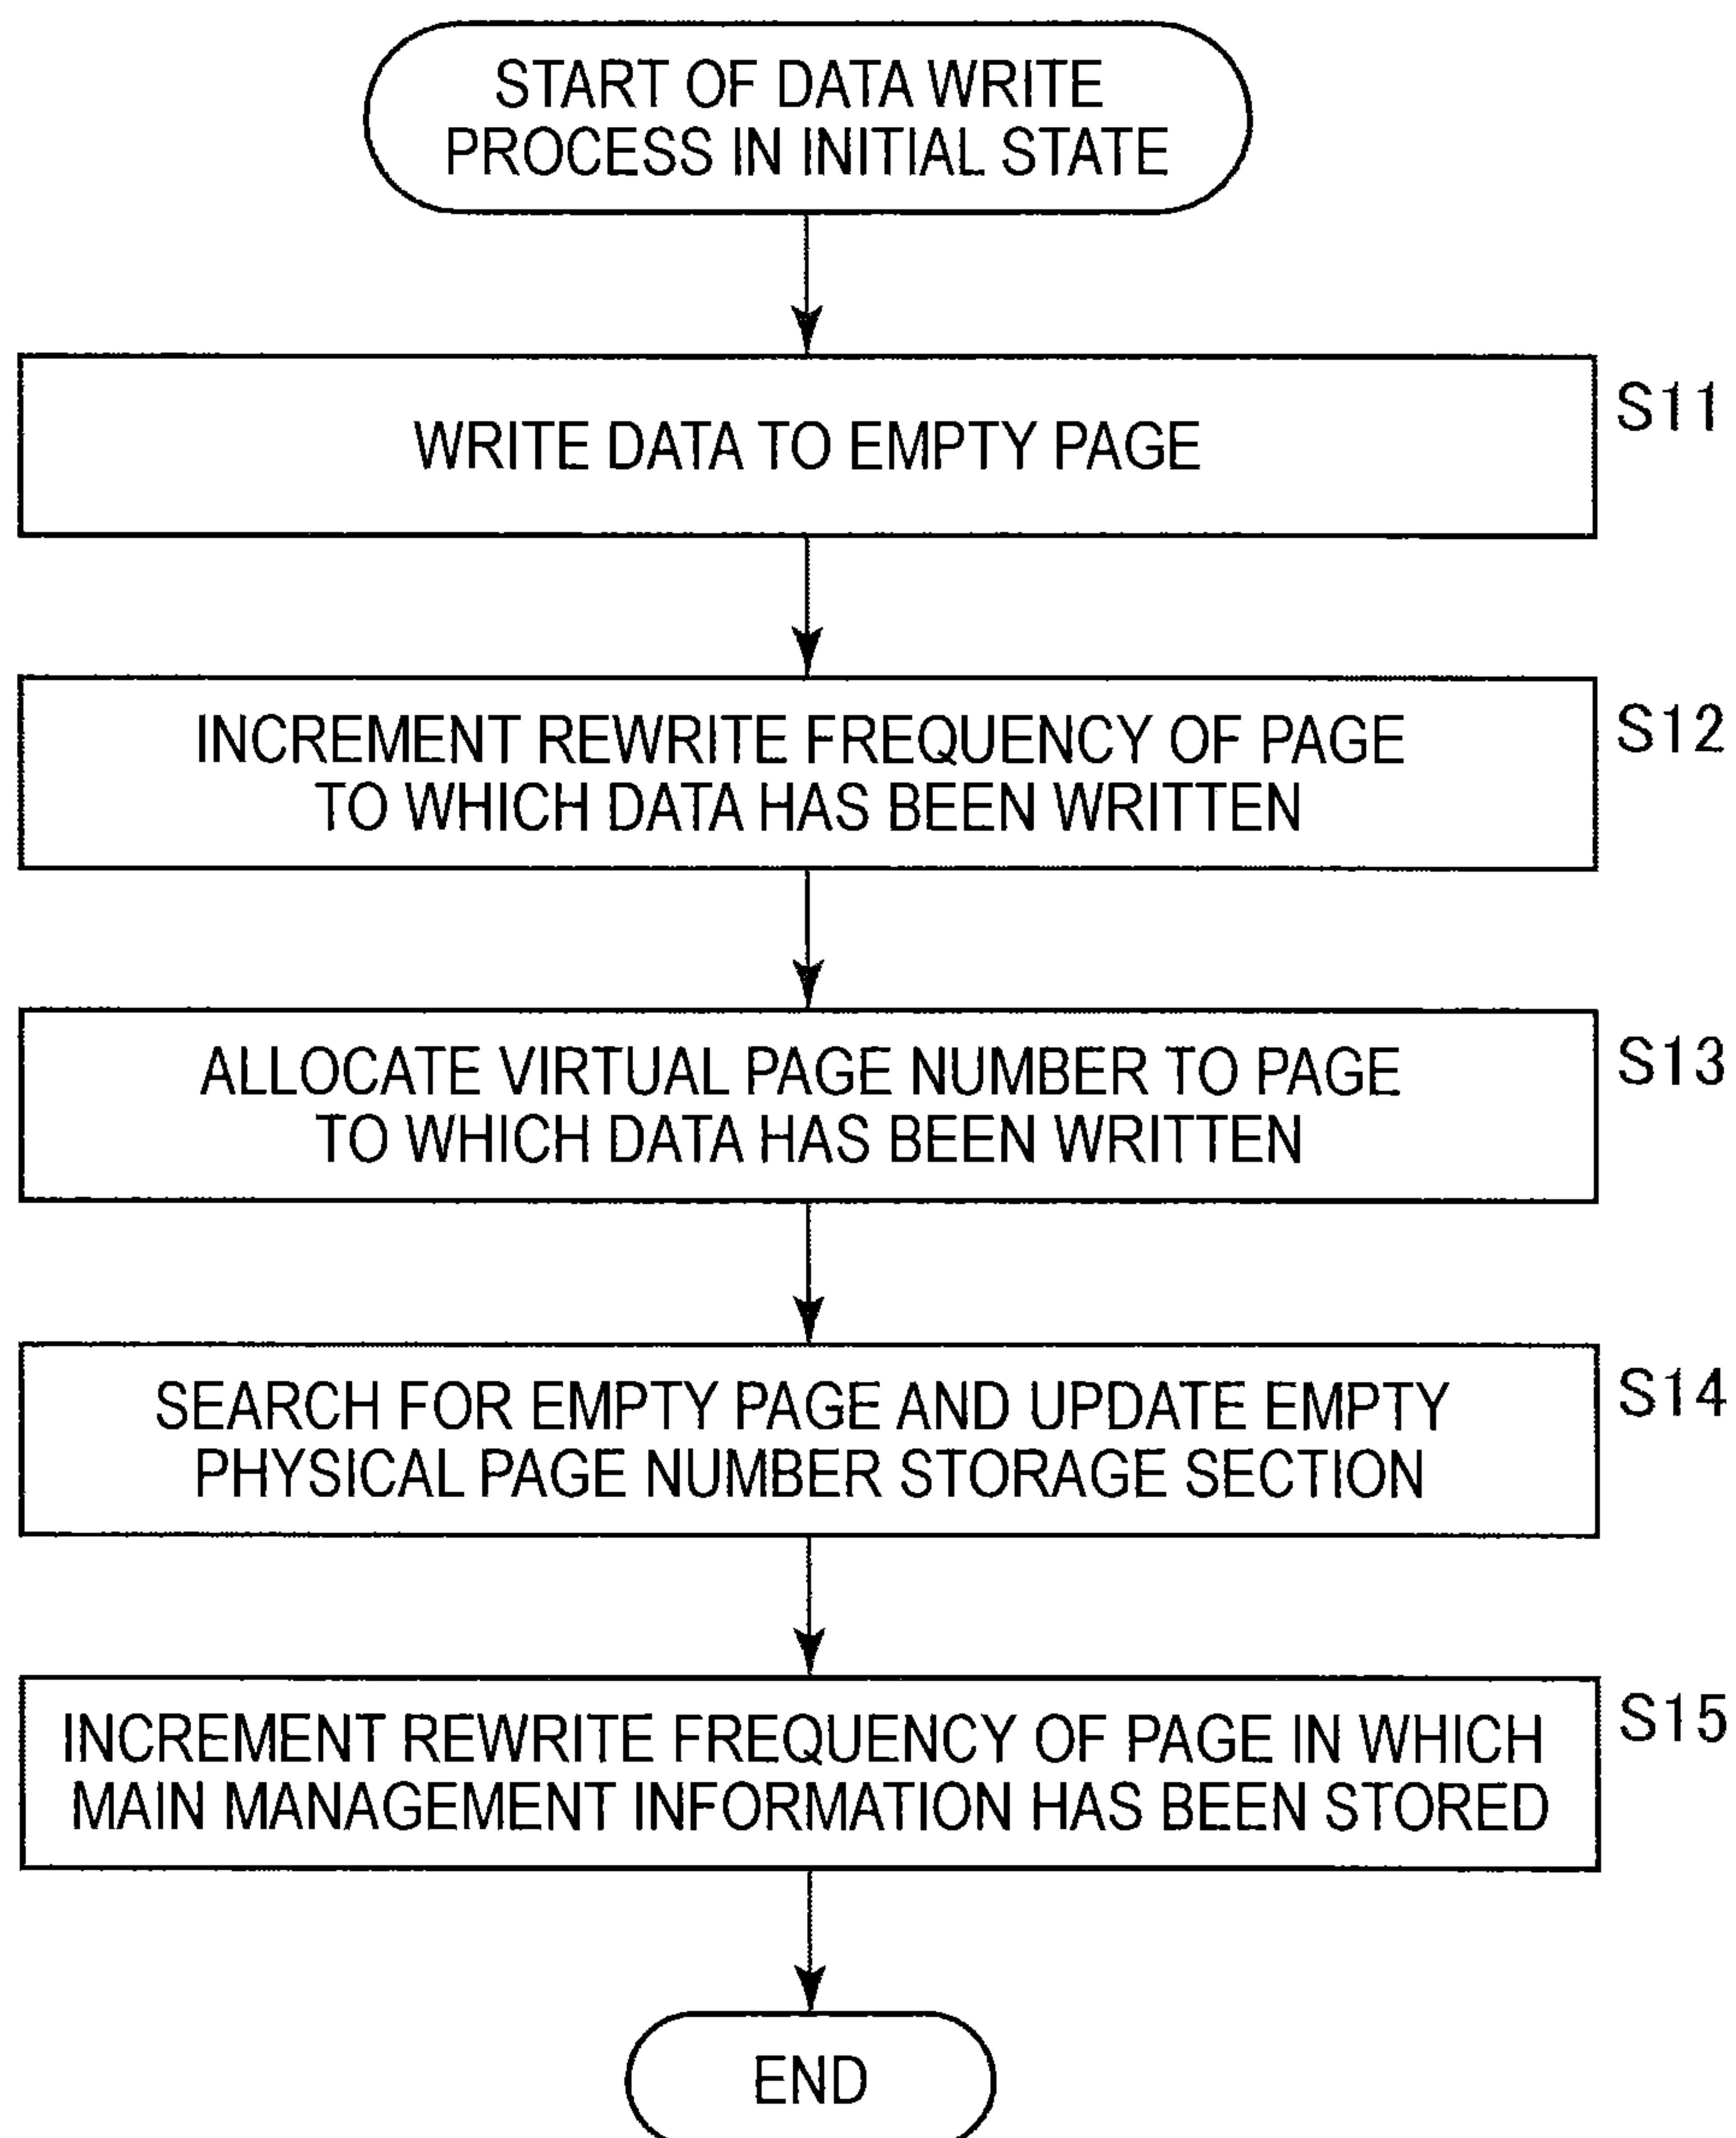 START OF DATA WRITE
PROCESS IN INITIAL STATE
WRITE DATA TO EMPTY PAGE
S11
INCREMENT REWRITE FREQUENCY OF PAGE
TO WHICH DATA HAS BEEN WRITTEN
S12
ALLOCATE VIRTUAL PAGE NUMBER TO PAGE
TO WHICH DATA HAS BEEN WRITTEN
S13
SEARCH FOR EMPTY PAGE AND UPDATE EMPTY
PHYSICAL PAGE NUMBER STORAGE SECTION
S14
INCREMENT REWRITE FREQUENCY OF PAGE IN WHICH
MAIN MANAGEMENT INFORMATION HAS BEEN STORED
S15
END